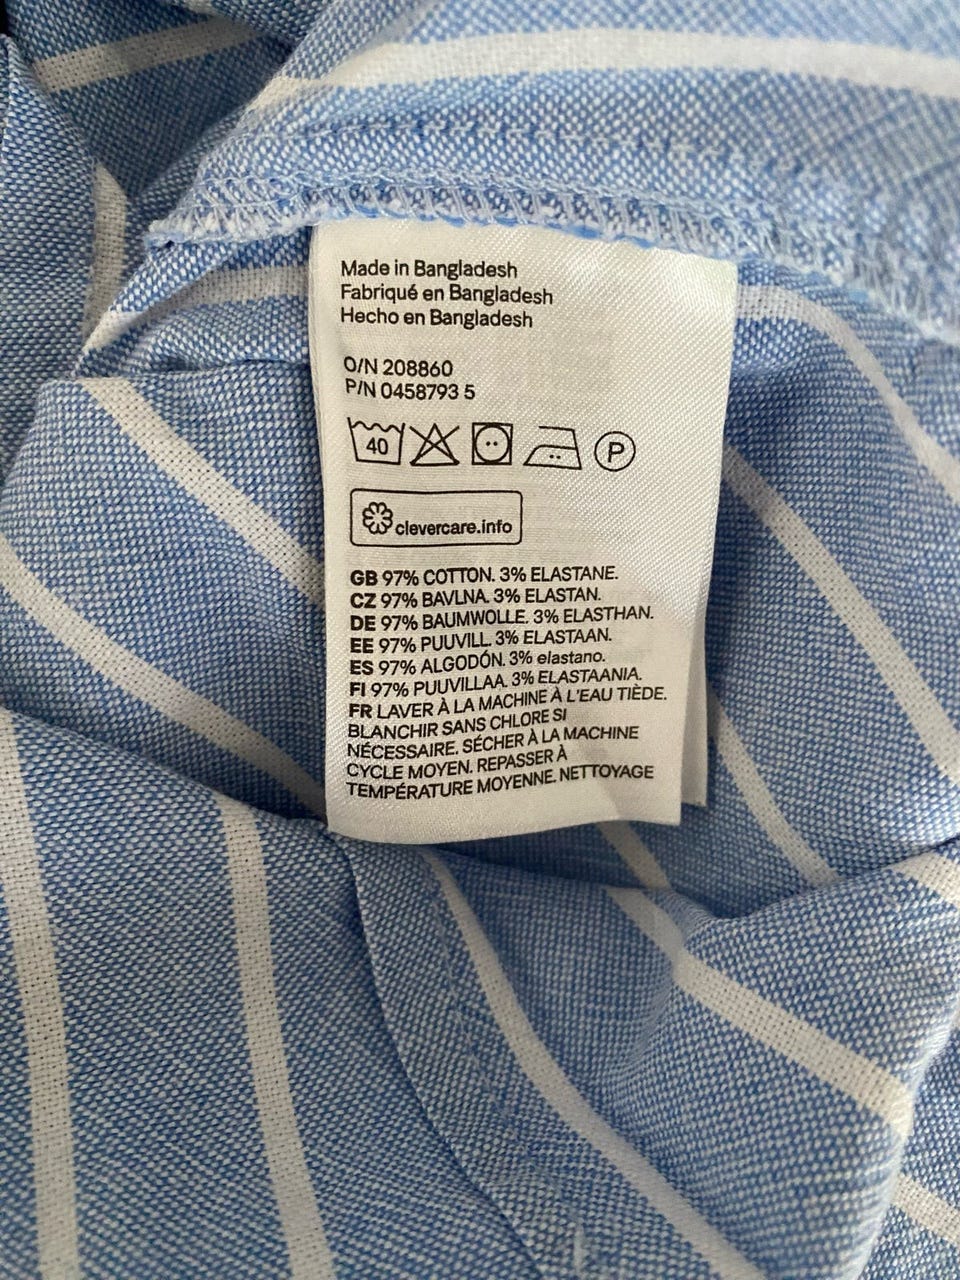 Made in Bangladesh
Fabriqué en Bangladesh
Hecho en Bangladesh
O/N 208860
P/N 0458793 5
40 P
clevercare.info
GB 97% COTTON. 3% ELASTANE.
CZ 97% BAVLNA. 3% ELASTAN.
DE 97% BAUMWOLLE. 3% ELASTHAN.
EE 97% PUUVILL. 3% ELASTAAN.
ES 97% ALGODÓN. 3% elastano.
FI 97% PUUVILLAA. 3% ELASTAANIA.
FR LAVER À LA MACHINE À L'EAU TIÈDE.
BLANCHIR SANS CHLORE SI
NÉCESSAIRE. SÉCHER À LA MACHINE
CYCLE MOYEN. REPASSER À
TEMPÉRATURE MOYENNE. NETTOYAGE